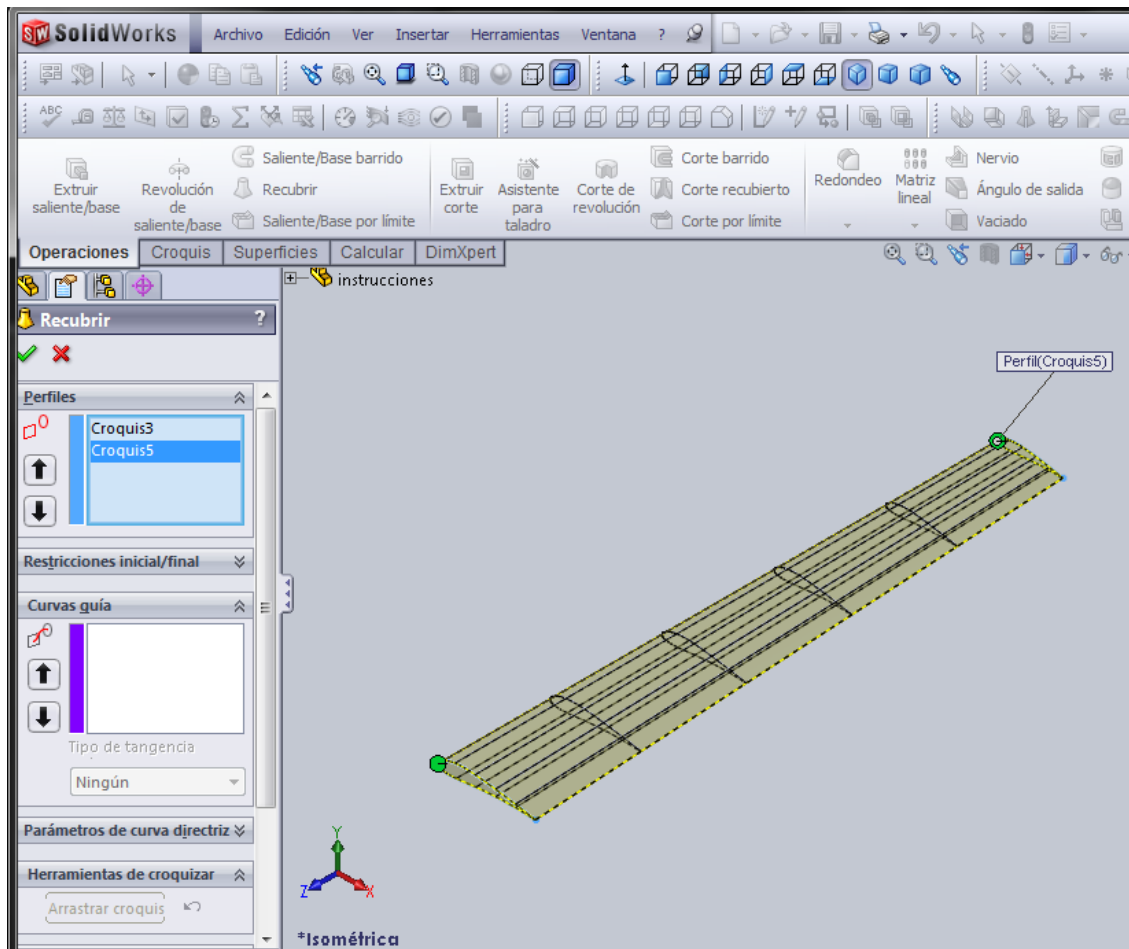 SolidWorks Archivo Edición Ver Insertar Herramientas Ventana ?
ABC
Extruir saliente/base
Revolución de saliente/base
Saliente/Base barrido
Recubrir
Saliente/Base por límite
Extruir corte
Asistente para taladro
Corte de revolución
Corte barrido
Corte recubierto
Corte por límite
Redondeo
Matriz lineal
Nervio
Ángulo de salida
Vaciado
Operaciones Croquis Superficies Calcular DimXpert
instrucciones
Recubrir ?
Perfil(Croquis5)
Perfiles
Croquis3
Croquis5
Restricciones inicial/final
Curvas guía
Tipo de tangencia
Ningún
Parámetros de curva directriz
Herramientas de croquizar
Arrastrar croquis
Y
Z
X
*Isométrica